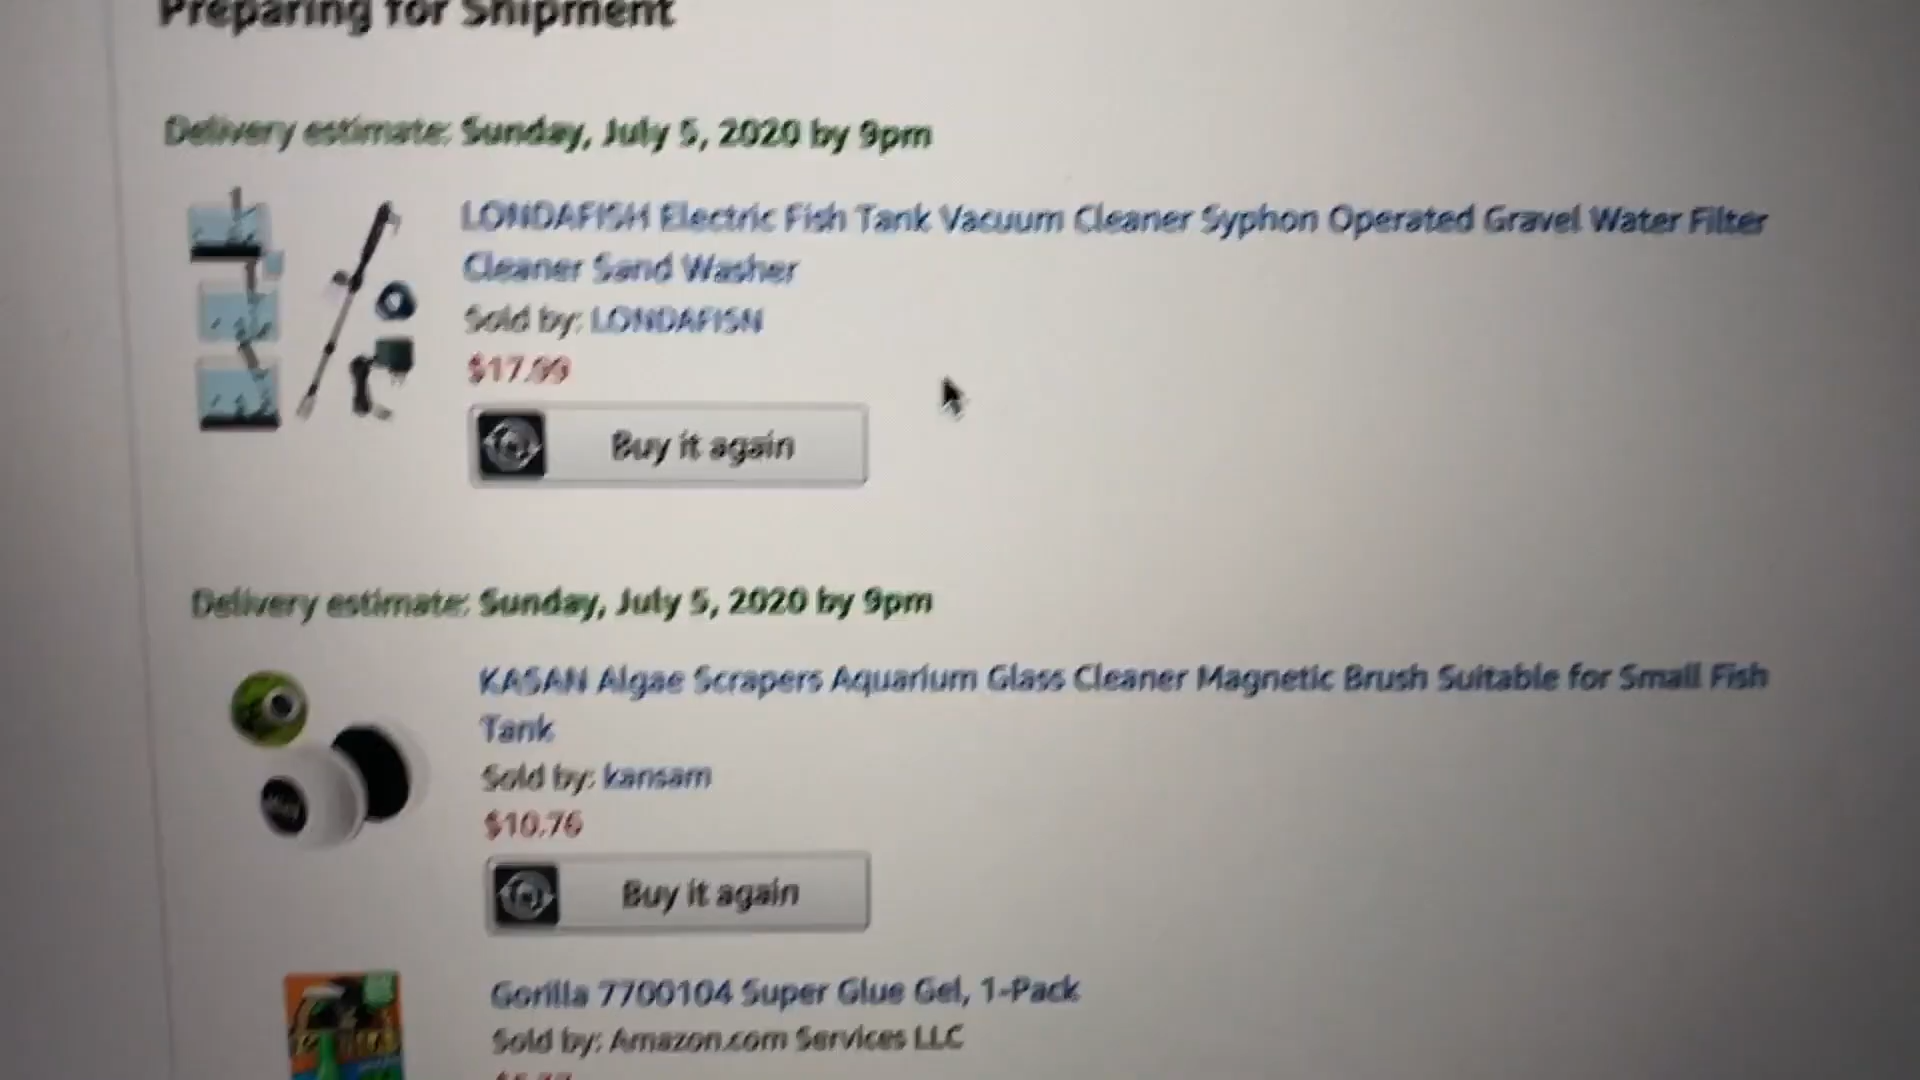 Preparing for Shipment
Delivery estimate: Sunday, July 5, 2020 by 9pm
LONDAFISH Electric Fish Tank Vacuum Cleaner Syphon Operated Gravel Water Filter
Cleaner Sand Washer
Sold by: LONDAFISH
$17.99
Buy it again
Delivery estimate: Sunday, July 5, 2020 by 9pm
KASAN Algae Scrapers Aquarium Glass Cleaner Magnetic Brush Suitable for Small Fish
Tank
Sold by: kansam
$10.76
Buy it again
Gorilla 7700104 Super Glue Gel, 1-Pack
Sold by: Amazon.com Services LLC